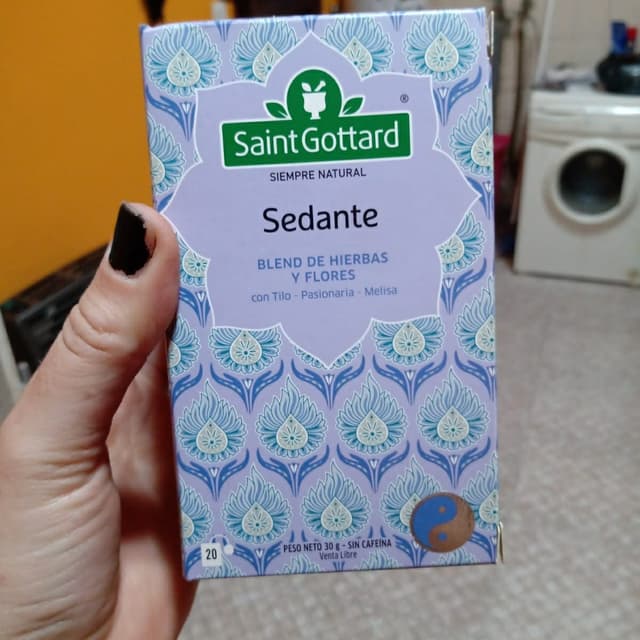 SaintGottard
®
SIEMPRE NATURAL
Sedante
BLEND DE HIERBAS
Y FLORES
con Tilo - Pasionaria - Melisa
20
PESO NETO 30 g - SIN CAFEÍNA
Venta Libre